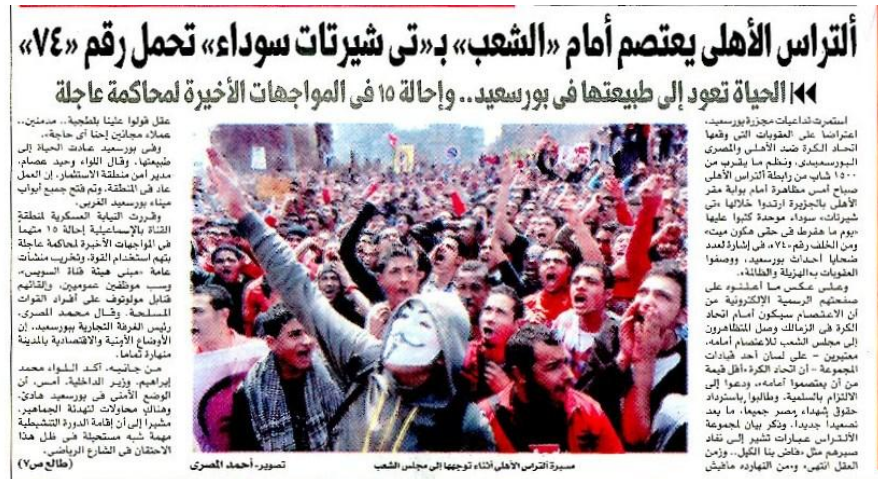 ألتراس الأهلى يعتصم أمام «الشعب» بـ«تى شيرتات سوداء» تحمل رقم «٧٤»
الحياة تعود إلى طبيعتها فى بورسعيد.. وإحالة ١٥ فى المواجهات الأخيرة لمحاكمة عاجلة
استمرت تداعيات مجزرة بورسعيد،
اعتراضا على العقوبات التى وقعها
اتحاد الكرة ضد الأهلى والمصرى
البورسعيدى، ونظم ما يقرب من
١٥٠٠ شاب من رابطة ألتراس الأهلى
صباح أمس مظاهرة أمام بوابة مقر
الأهلى بالجزيرة ارتدوا خلالها «تى
شيرتات» سوداء موحدة كتبوا عليها
«يوم ما هفرط فى حقى هكون ميت»
ومن الخلف رقم «٧٤»، فى إشارة لعدد
ضحايا أحداث بورسعيد، ووصفوا
العقوبات بـ«الهزيلة والظالمة».
وعلى عكس ما أعلنوه على
صفحتهم الرسمية الإلكترونية من
أن الاعتصام سيكون أمام اتحاد
الكرة فى الزمالك وصل المتظاهرون
إلى مجلس الشعب للاعتصام أمامه،
معتبرين - على لسان أحد قيادات
المجموعة - أن اتحاد الكرة «أقل قيمة
من أن يعتصموا أمامه»، ودعوا إلى
الالتزام بالسلمية، وطالبوا باسترداد
حقوق شهداء مصر جميعا، ما يعد
تصعيدا جديدا، وذكر بيان لمجموعة
الألتراس عبارات تشير إلى نفاد
صبرهم مثل «فاض بنا الكيل.. وزمن
العقل انتهى» و«من النهارده مافيش
عقل قولوا علينا بلطجية.. مدمنين..
عملاء مجانين إحنا أى حاجة».
وفى بورسعيد عادت الحياة إلى
طبيعتها، وقال اللواء وحيد عصام،
مدير أمن منطقة الاستثمار، إن العمل
عاد فى المنطقة، وتم فتح جميع أبواب
ميناء بورسعيد الغربى.
وقررت النيابة العسكرية لمنطقة
القناة بالإسماعيلية إحالة ١٥ متهما
فى المواجهات الأخيرة لمحاكمة عاجلة
بتهم استخدام القوة، وتخريب منشآت
عامة «مبنى هيئة قناة السويس»،
وسب موظفين عموميين، وإلقائهم
قنابل مولوتوف على أفراد القوات
المسلحة. وقال محمد المصرى،
رئيس الغرفة التجارية ببورسعيد، إن
الأوضاع الأمنية والاقتصادية بالمدينة
منهارة تماما.
من جانبه، أكد اللواء محمد
إبراهيم، وزير الداخلية، أمس، أن
الوضع الأمنى فى بورسعيد هادئ،
وهناك محاولات لتهدئة الجماهير،
مشيرا إلى أن إقامة الدورة التنشيطية
مهمة شبه مستحيلة فى ظل هذا
الاحتقان فى الشارع الرياضى.
(طالع ص٧)
مسيرة ألتراس الأهلى أثناء توجهها إلى مجلس الشعب
تصوير- أحمد المصرى